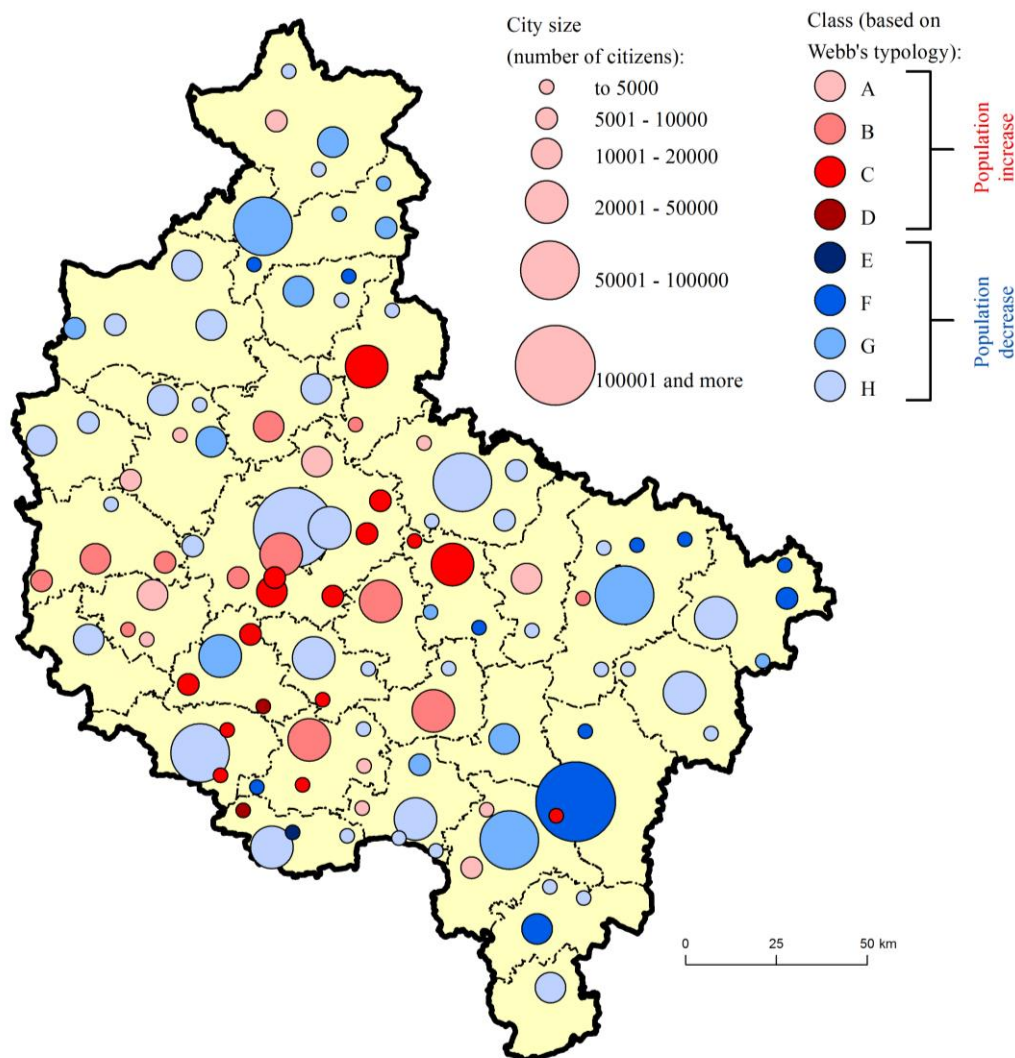 City size
(number of citizens):
to 5000
5001 - 10000
10001 - 20000
20001 - 50000
50001 - 100000
100001 and more
Class (based on
Webb's typology):
A
B
C
D
E
F
G
H
Population
increase
Population
decrease
0 25 50 km